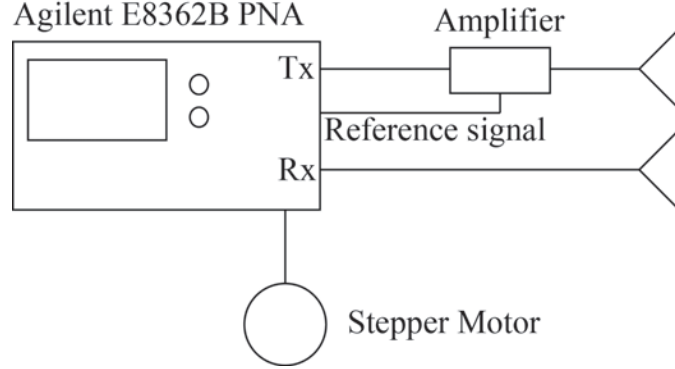 Agilent E8362B PNA
Amplifier
Tx
Reference signal
Rx
Stepper Motor